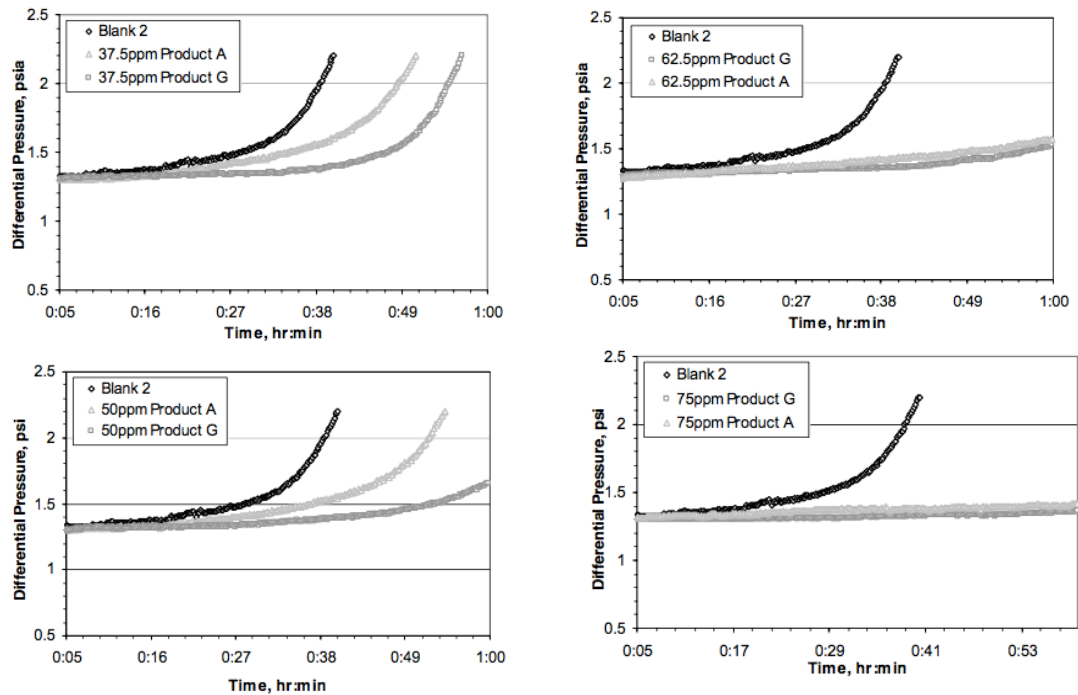 2.5
2
1.5
1
0.5
Differential Pressure, psia
Blank 2
37.5ppm Product A
37.5ppm Product G
0:05 0:16 0:27 0:38 0:49 1:00
Time, hr:min
2.5
2
1.5
1
0.5
Differential Pressure, psia
Blank 2
62.5ppm Product G
62.5ppm Product A
0:05 0:16 0:27 0:38 0:49 1:00
Time, hr:min
2.5
2
1.5
1
0.5
Differential Pressure, psi
Blank 2
50ppm Product A
50ppm Product G
0:05 0:16 0:27 0:38 0:49 1:00
Time, hr:min
2.5
2
1.5
1
0.5
Differential Pressure, psi
Blank 2
75ppm Product G
75ppm Product A
0:05 0:17 0:29 0:41 0:53
Time, hr:min